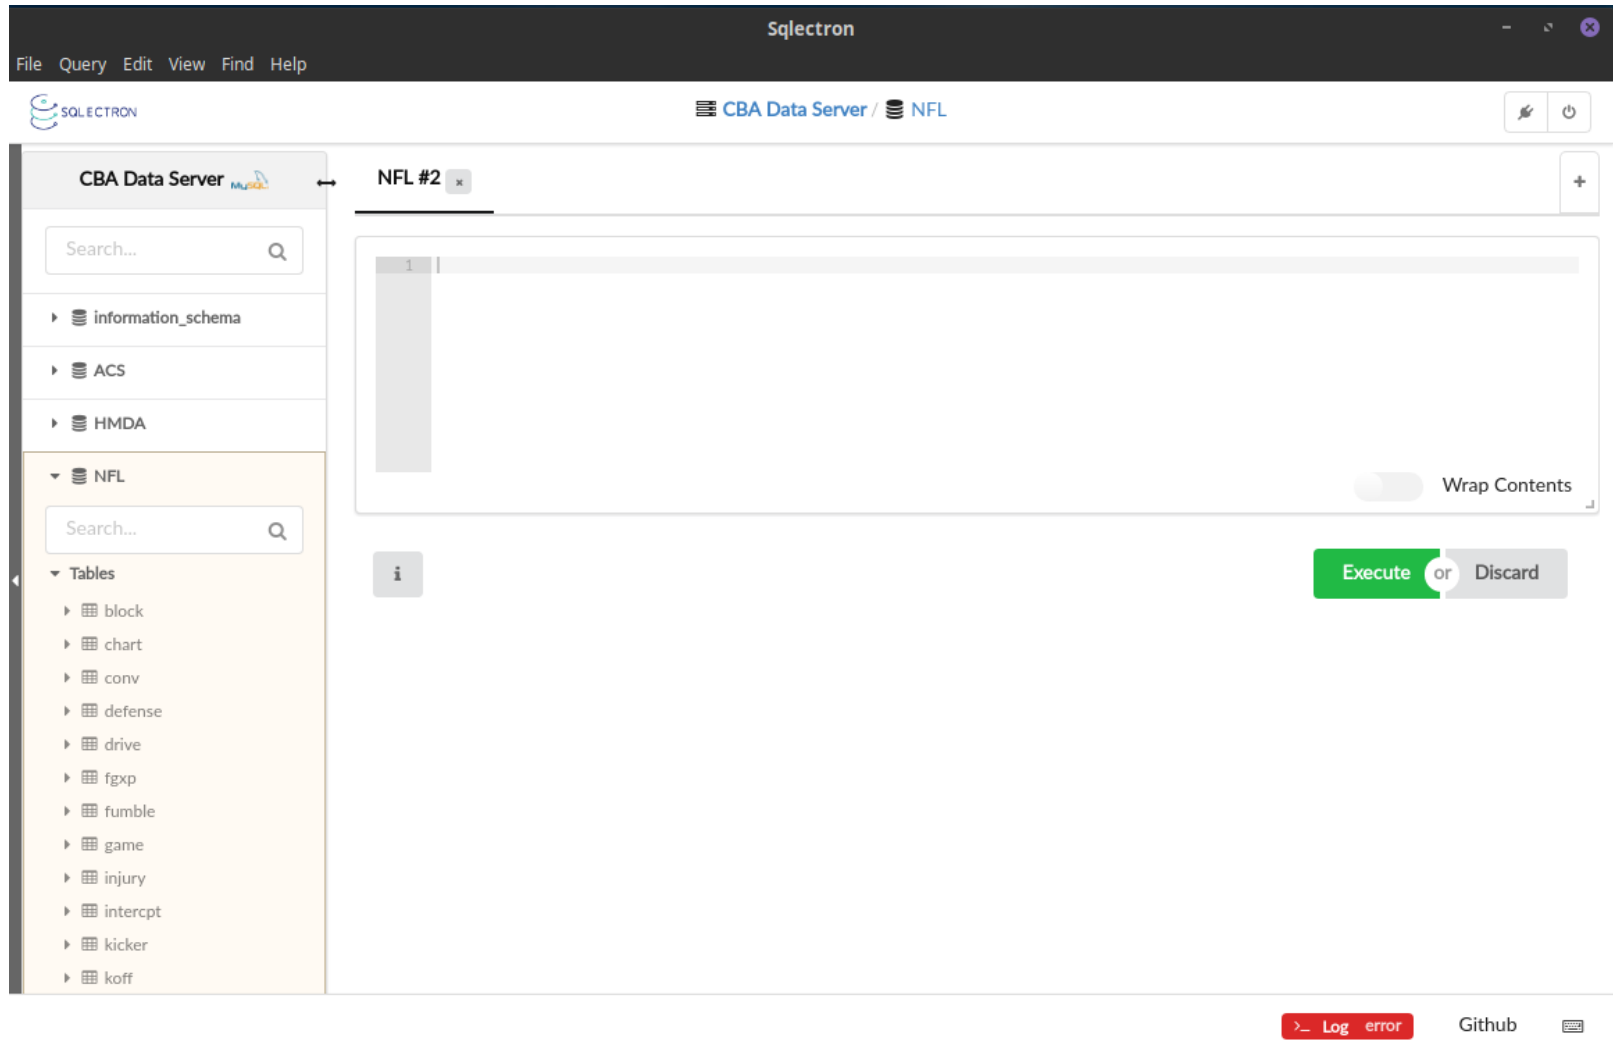 Sqlectron
File Query Edit View Find Help
SQLECTRON
CBA Data Server / NFL
CBA Data Server MySQL
NFL #2
Search...
1
information_schema
ACS
HMDA
NFL
Wrap Contents
Search...
Tables
i
Execute or Discard
block
chart
conv
defense
drive
fgxp
fumble
game
injury
intercpt
kicker
koff
>_ Log error
Github